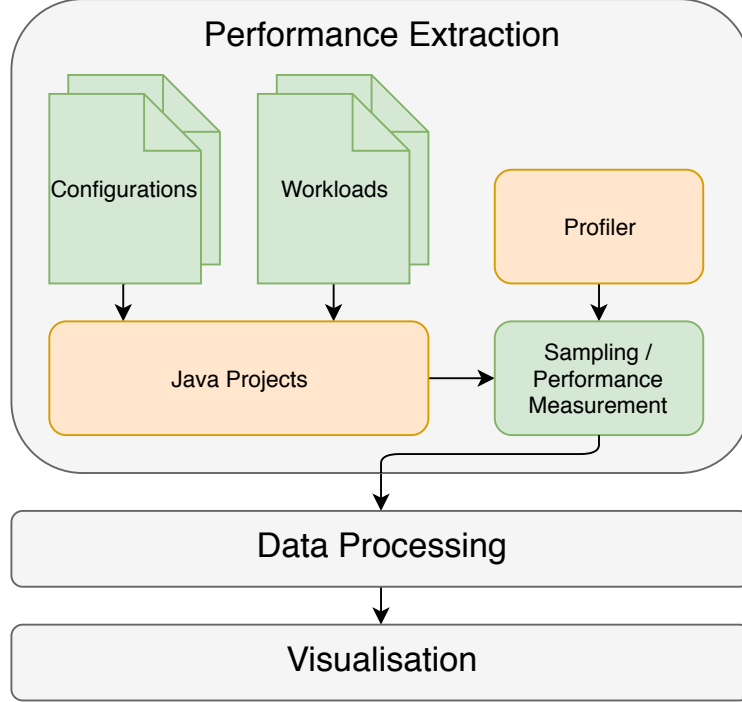 Performance Extraction
Configurations
Workloads
Profiler
Java Projects
Sampling /
Performance
Measurement
Data Processing
Visualisation